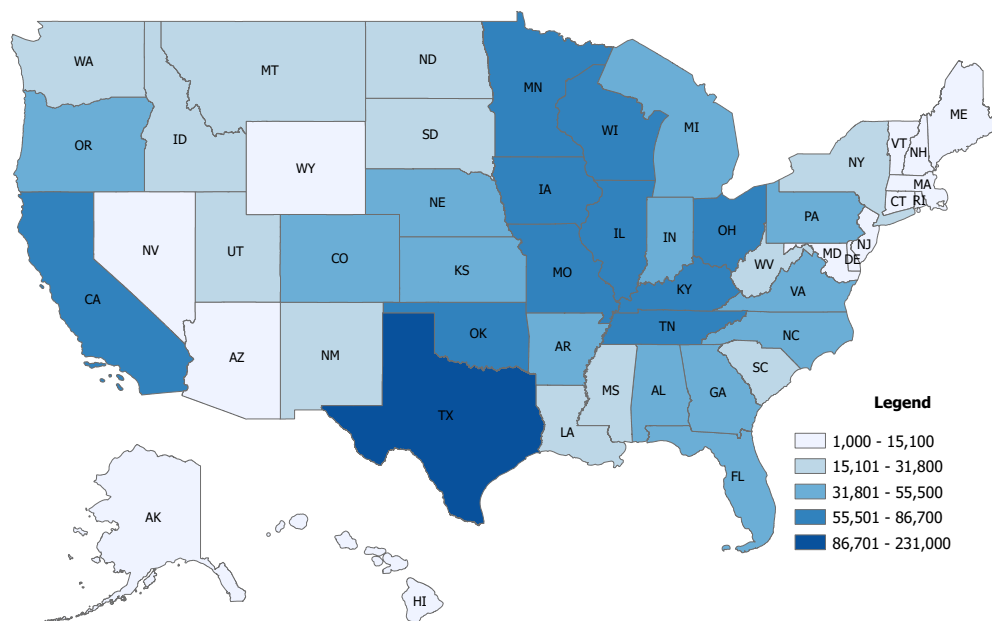 WA
MT
ND
MN
ME
OR
ID
SD
WI
MI
VT
NH
NY
WY
MA
CT
RI
NE
IA
PA
NV
UT
CO
IL
IN
OH
NJ
MD
DE
KS
MO
WV
VA
CA
KY
OK
TN
NC
AZ
NM
AR
SC
MS
AL
GA
TX
LA
FL
AK
HI
Legend
1,000 - 15,100
15,101 - 31,800
31,801 - 55,500
55,501 - 86,700
86,701 - 231,000